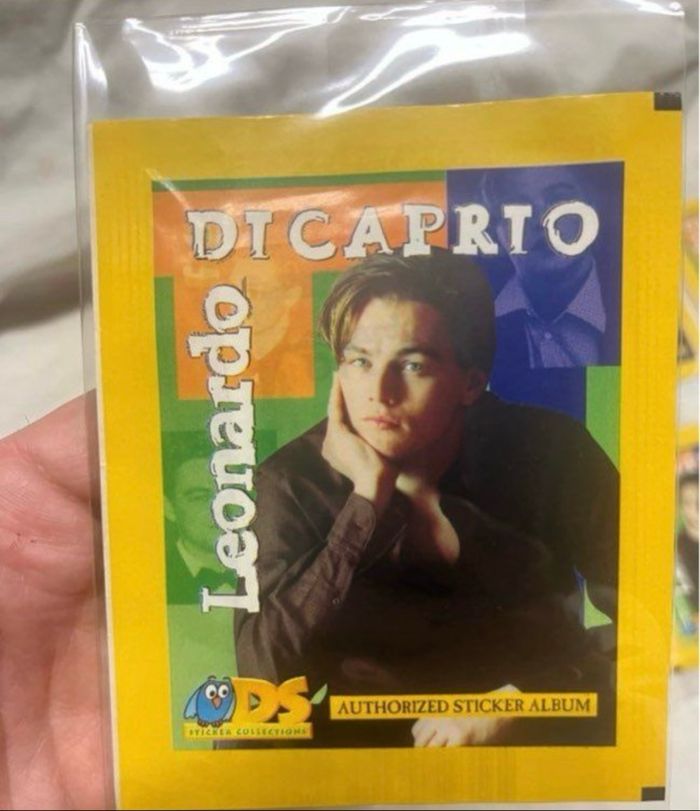 DICAPRIO
Leonardo
DS
STICKER COLLECTIONS
AUTHORIZED STICKER ALBUM